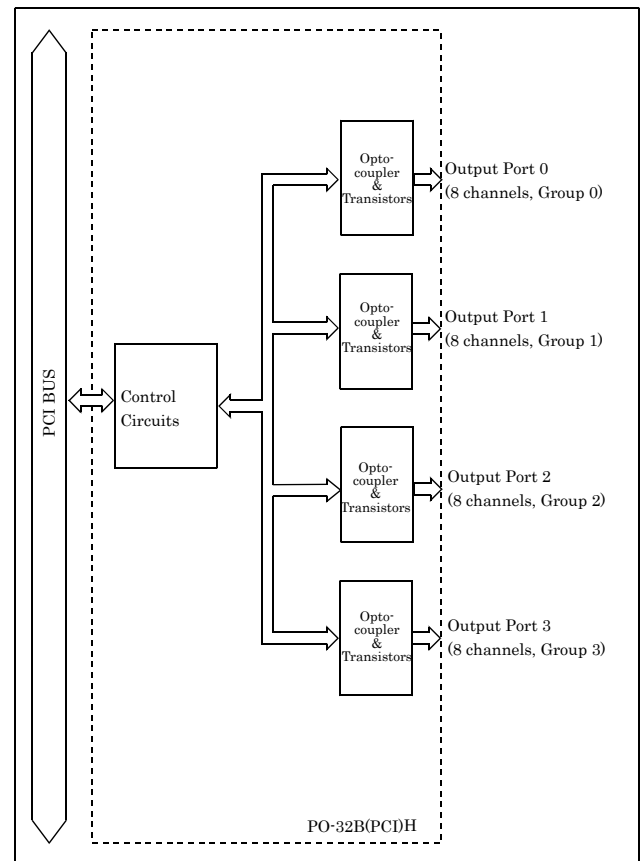 PCI BUS
Control
Circuits
Opto-
coupler
&
Transistors
Output Port 0
(8 channels, Group 0)
Opto-
coupler
&
Transistors
Output Port 1
(8 channels, Group 1)
Opto-
coupler
&
Transistors
Output Port 2
(8 channels, Group 2)
Opto-
coupler
&
Transistors
Output Port 3
(8 channels, Group 3)
PO-32B(PCI)H